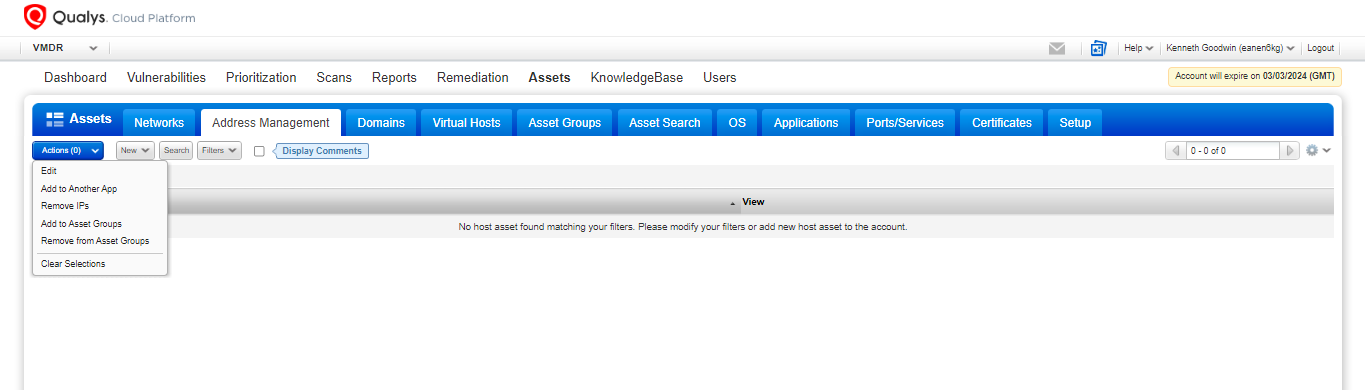 Qualys. Cloud Platform
VMDR
Help
Kenneth Goodwin (eanen6kg)
Logout
Dashboard Vulnerabilities Prioritization Scans Reports Remediation Assets KnowledgeBase Users
Account will expire on 03/03/2024 (GMT)
Assets Networks Address Management Domains Virtual Hosts Asset Groups Asset Search OS Applications Ports/Services Certificates Setup
Actions (0) New Search Filters Display Comments 0 - 0 of 0
Edit
Add to Another App
Remove IPs
View
Add to Asset Groups
No host asset found matching your filters. Please modify your filters or add new host asset to the account.
Remove from Asset Groups
Clear Selections